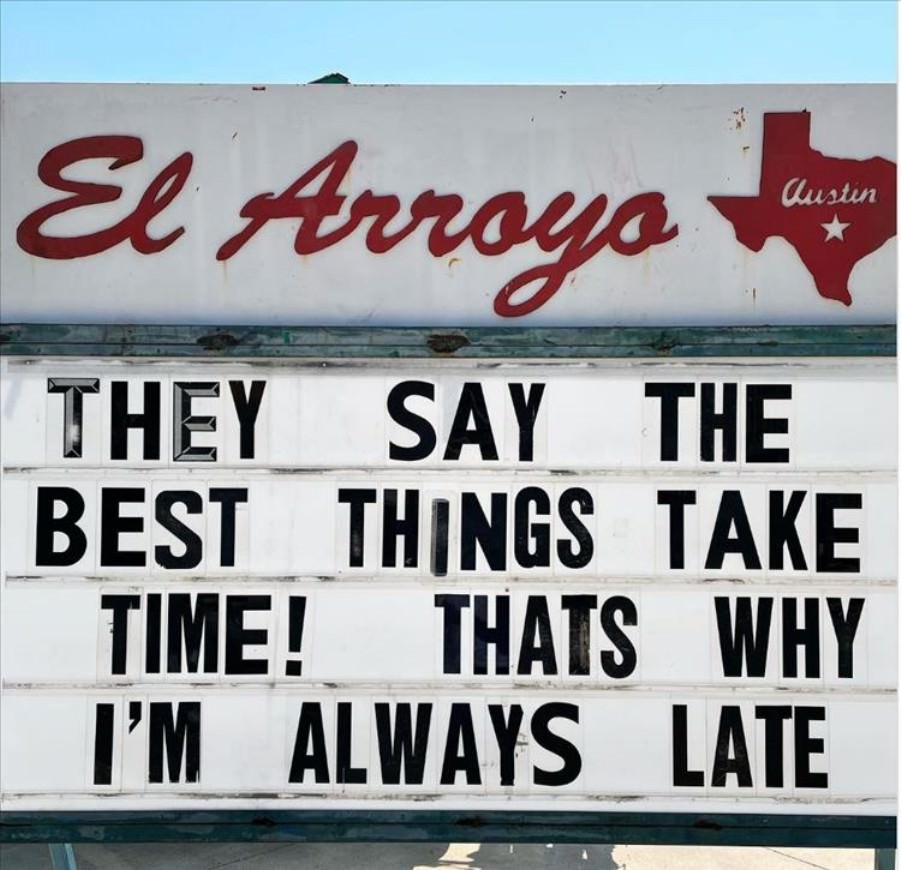 El Arroyo
Austin
THEY SAY THE
BEST THINGS TAKE
TIME! THATS WHY
I'M ALWAYS LATE